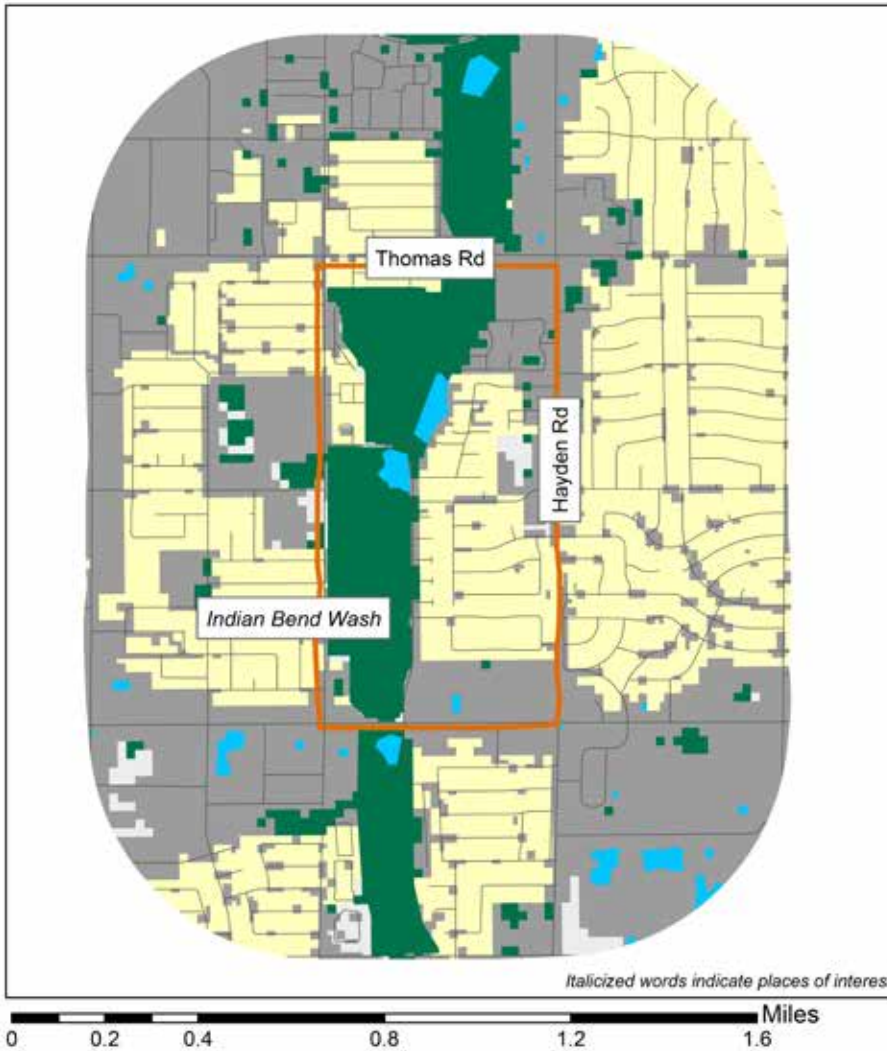 Thomas Rd
Hayden Rd
Indian Bend Wash
Italicized words indicate places of interes
Miles
0 0.2 0.4 0.8 1.2 1.6